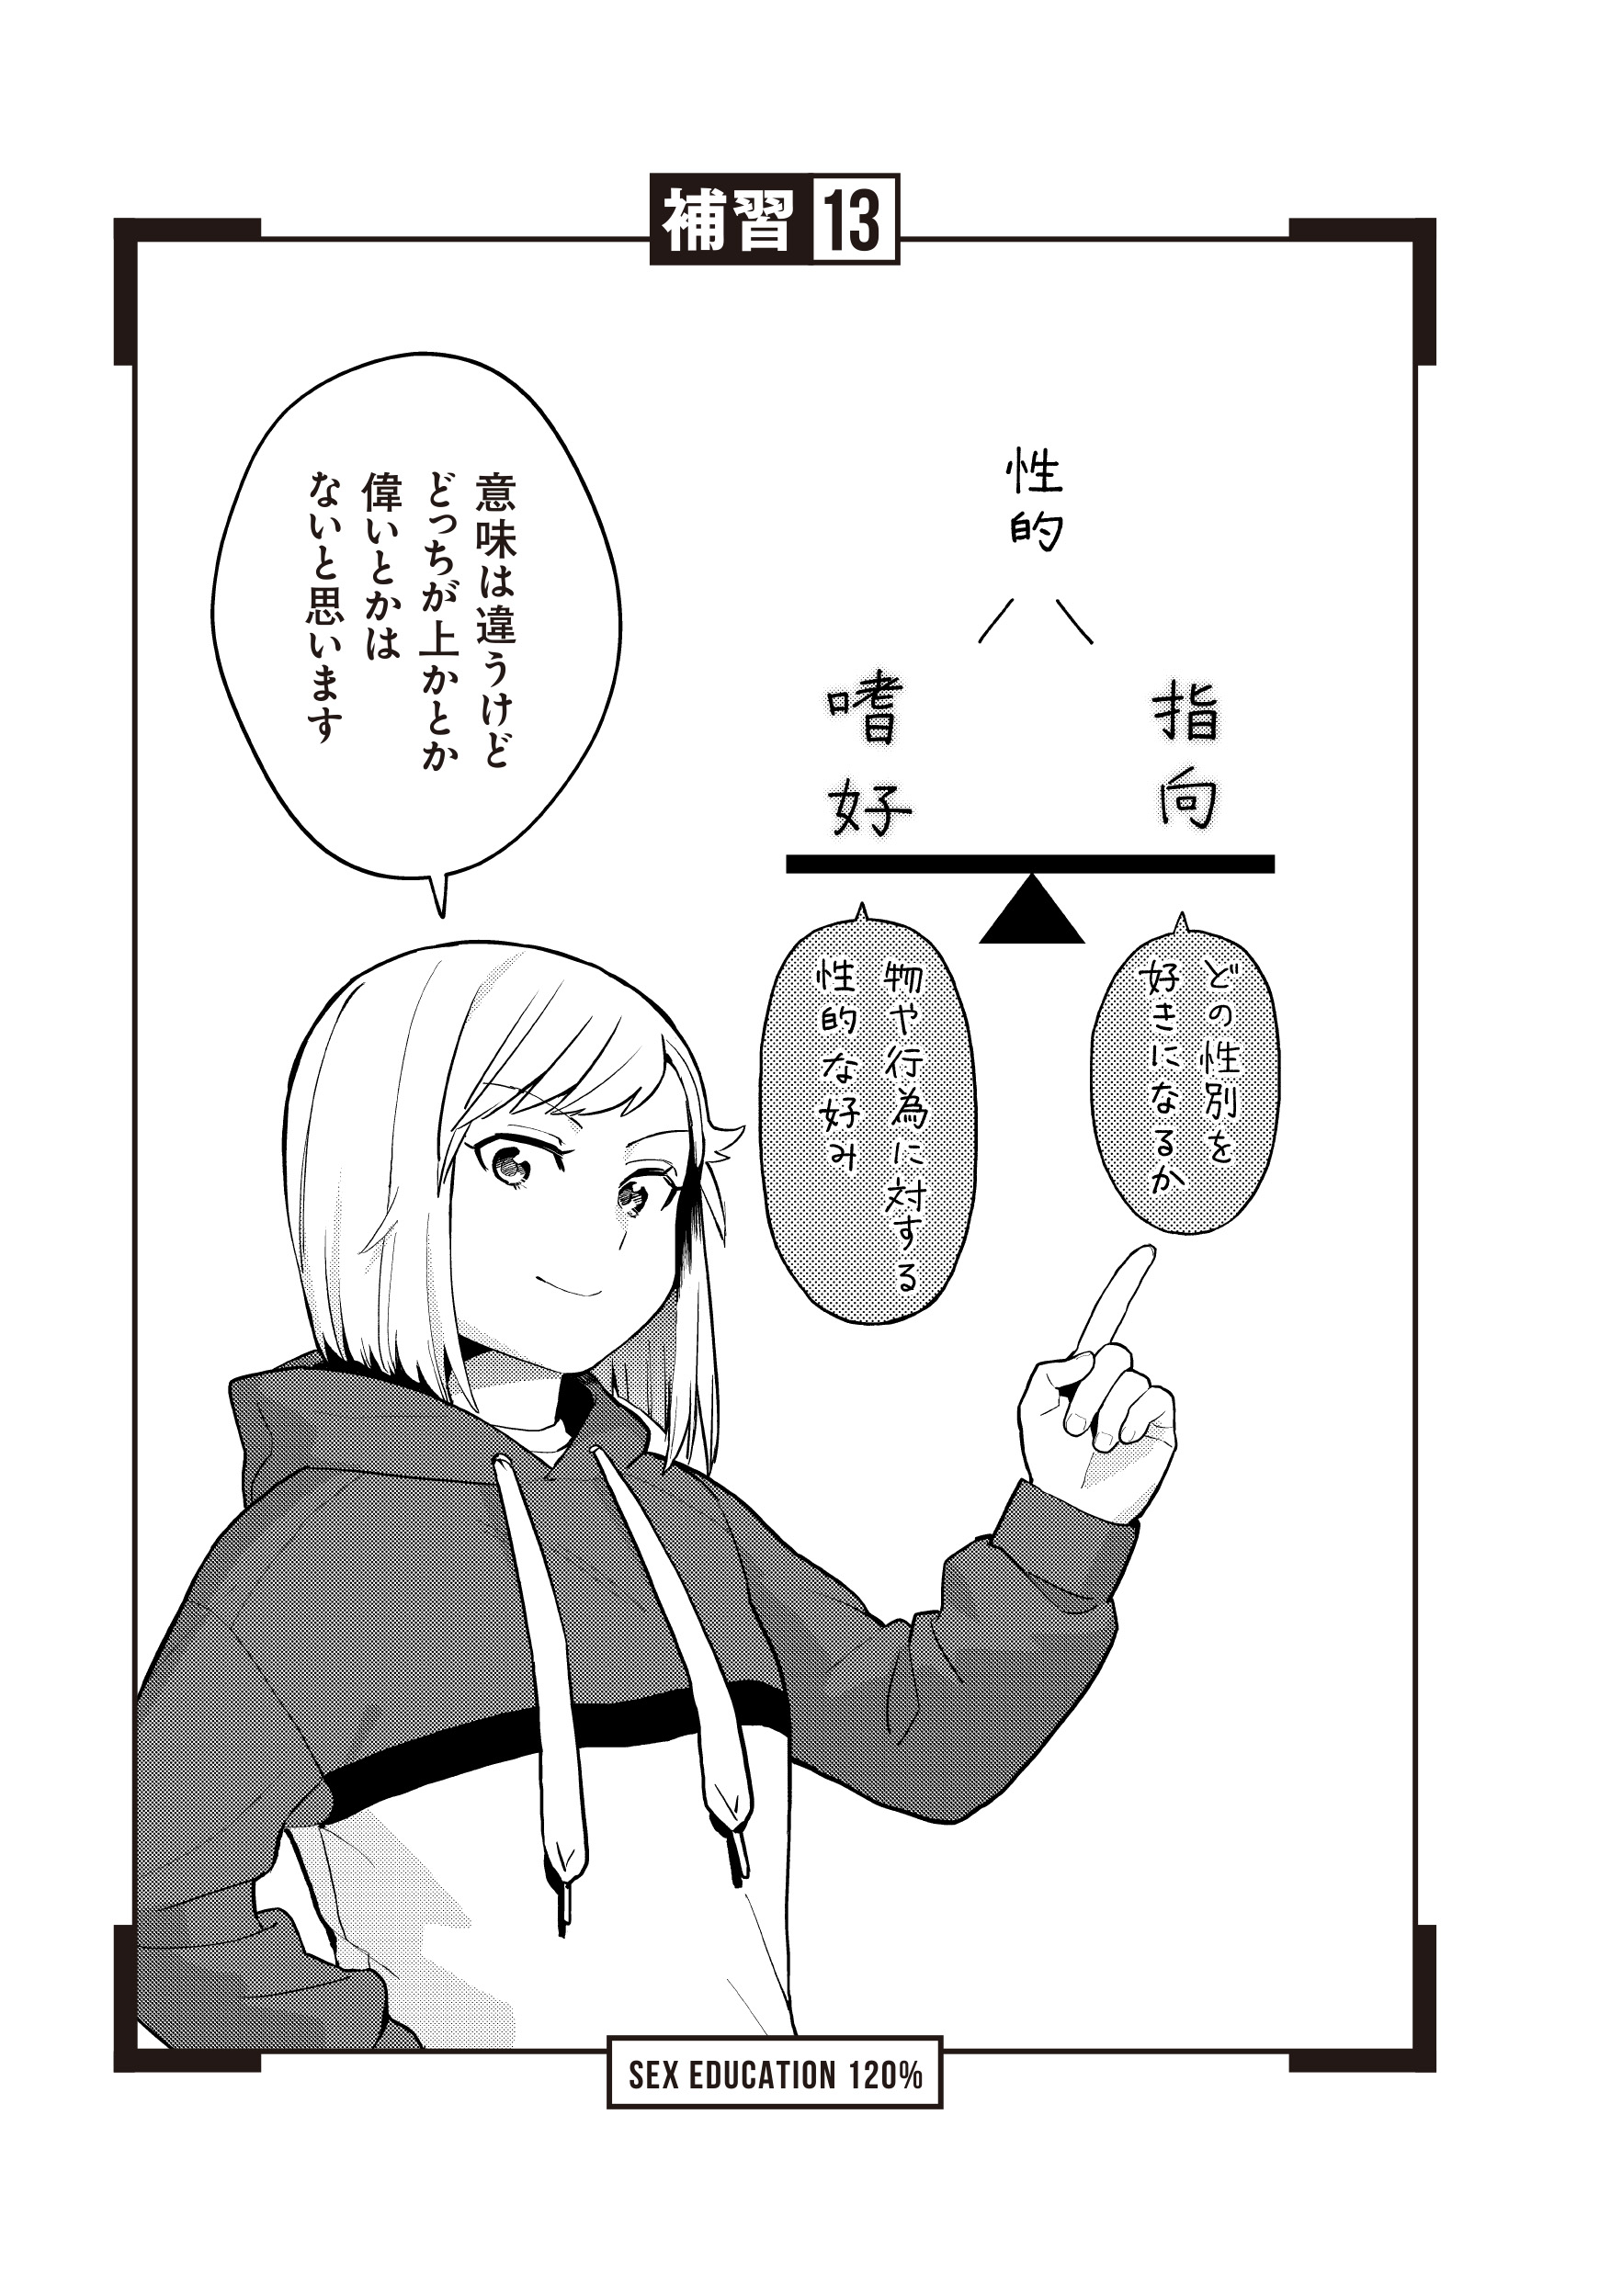 補習 13
性的
指向
嗜好
どの性別を
好きになるか
物や行為に対する
性的な好み
意味は違うけど
どっちが上かとか
偉いとかは
ないと思います
SEX EDUCATION 120%